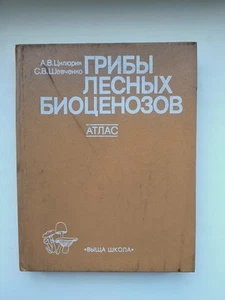 А.В.Цилюрик
С.В.Шевченко
ГРИБЫ
ЛЕСНЫХ
БИОЦЕНОЗОВ
АТЛАС
«ВЫЩА ШКОЛА»